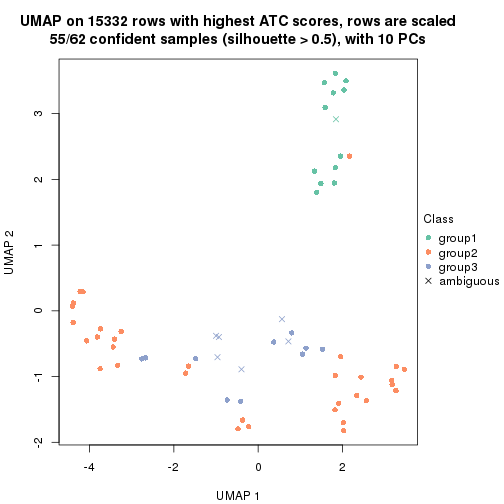 UMAP on 15332 rows with highest ATC scores, rows are scaled
55/62 confident samples (silhouette > 0.5), with 10 PCs
3
2
1
0
-1
-2
UMAP 2
-4
-2
0
2
UMAP 1
Class
group1
group2
group3
ambiguous